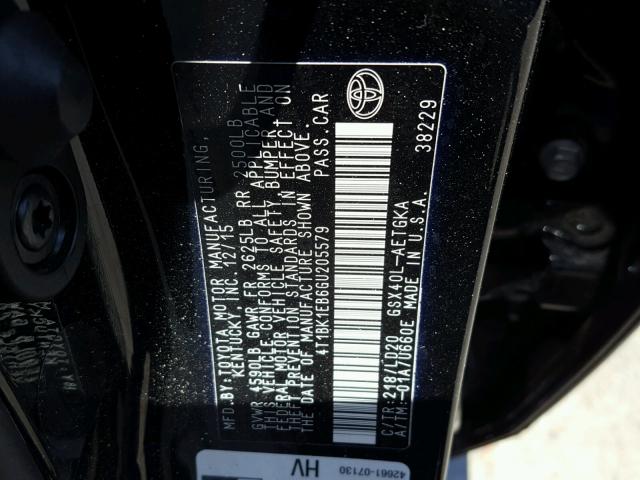 MFD. BY: TOYOTA MOTOR MANUFACTURING,
KENTUCKY, INC. 12/15
GVWR 4590LB GAWR FR 2625LB RR 2500LB
THIS VEHICLE CONFORMS TO ALL APPLICABLE
FEDERAL MOTOR VEHICLE SAFETY, BUMPER, AND
THEFT PREVENTION STANDARDS IN EFFECT ON
THE DATE OF MANUFACTURE SHOWN ABOVE.
4T1BK1EB6GU205579 PASS.CAR
C/TR: 218/LD20 GSX40L-AETGKA
A/TM: -01A/U660E MADE IN U.S.A. 38229
42661-07130
HV